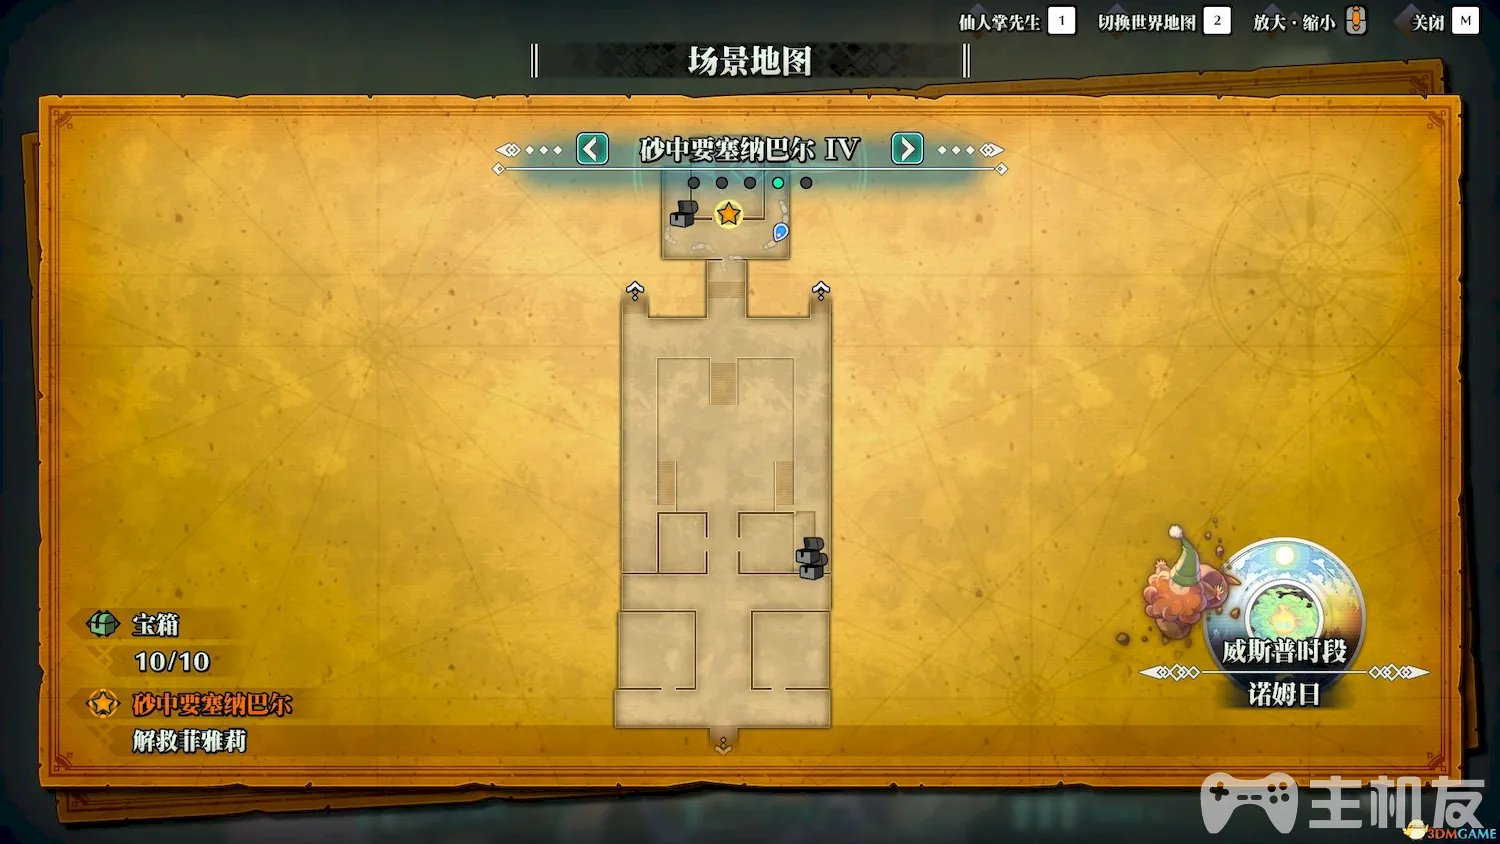 仙人掌先生 1 切换世界地图 2 放大·缩小 关闭 M
场景地图
砂中要塞纳巴尔 IV
宝箱
10/10
砂中要塞纳巴尔
解救菲雅莉
威斯普时段
诺姆日
主机友
3DMGAME